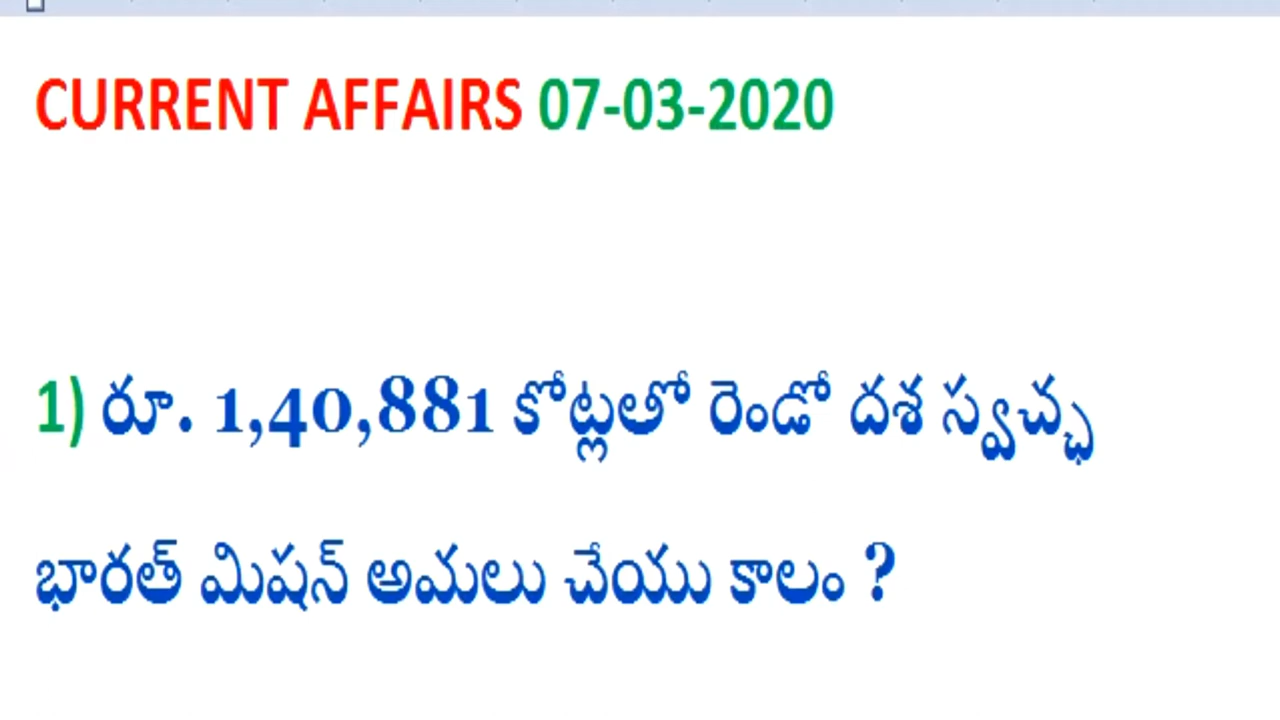 CURRENT AFFAIRS 07-03-2020
1) రూ. 1,40,881 కోట్లతో రెండో దశ స్వచ్ఛ
భారత్ మిషన్ అమలు చేయు కాలం ?